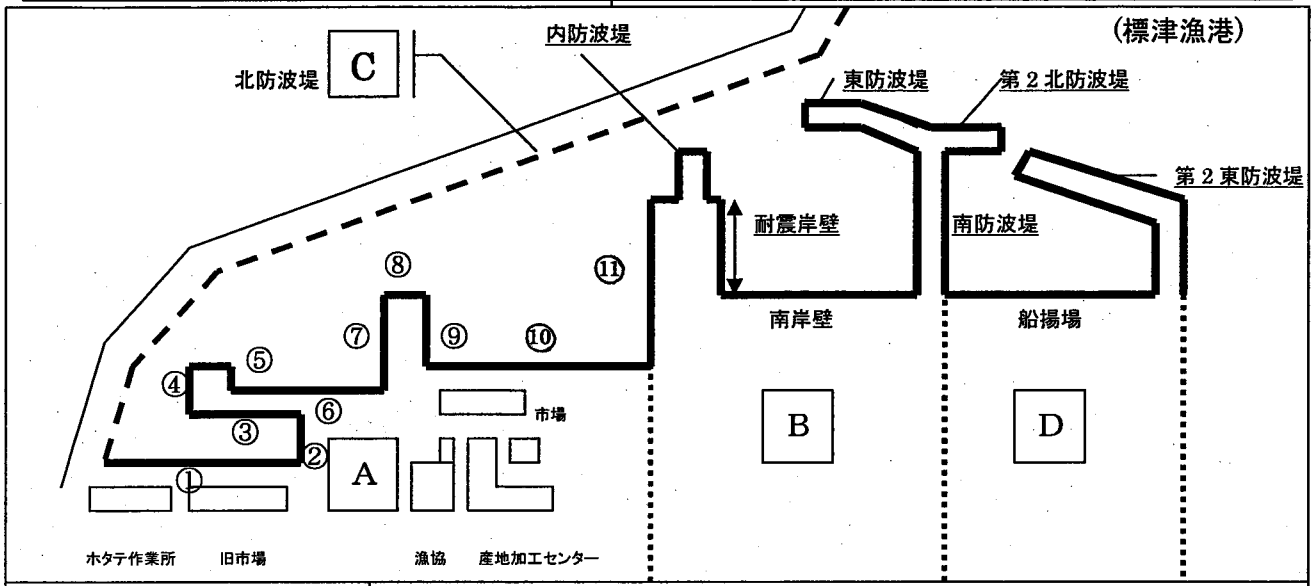 (標津漁港)
内防波堤
北防波堤
C
東防波堤
第2北防波堤
第2東防波堤
耐震岸壁
南防波堤
⑧
⑪
南岸壁
船揚場
⑦
⑨
⑩
⑤
④
⑥
市場
③
②
①
A
B
D
ホタテ作業所
旧市場
漁協
産地加工センター